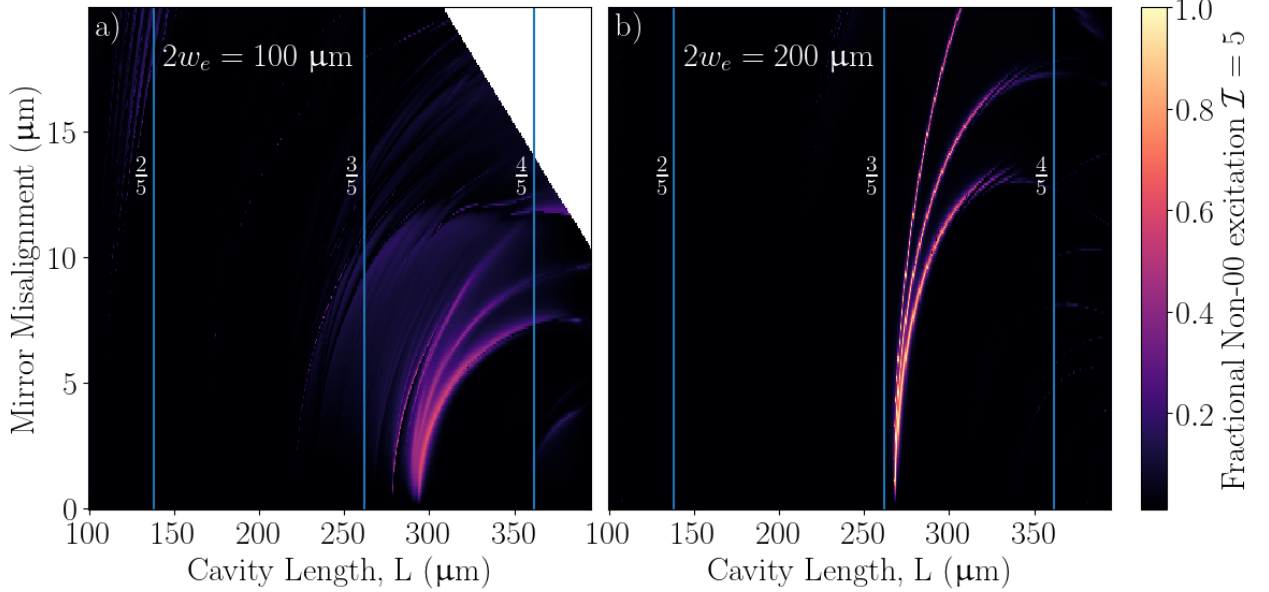 a)
2w_e = 100 μm
2/5
3/5
4/5
b)
2w_e = 200 μm
2/5
3/5
4/5
Mirror Misalignment (μm)
15
10
5
0
100 150 200 250 300 350
Cavity Length, L (μm)
100 150 200 250 300 350
Cavity Length, L (μm)
1.0
0.8
0.6
0.4
0.2
Fractional Non-00 excitation ℐ = 5